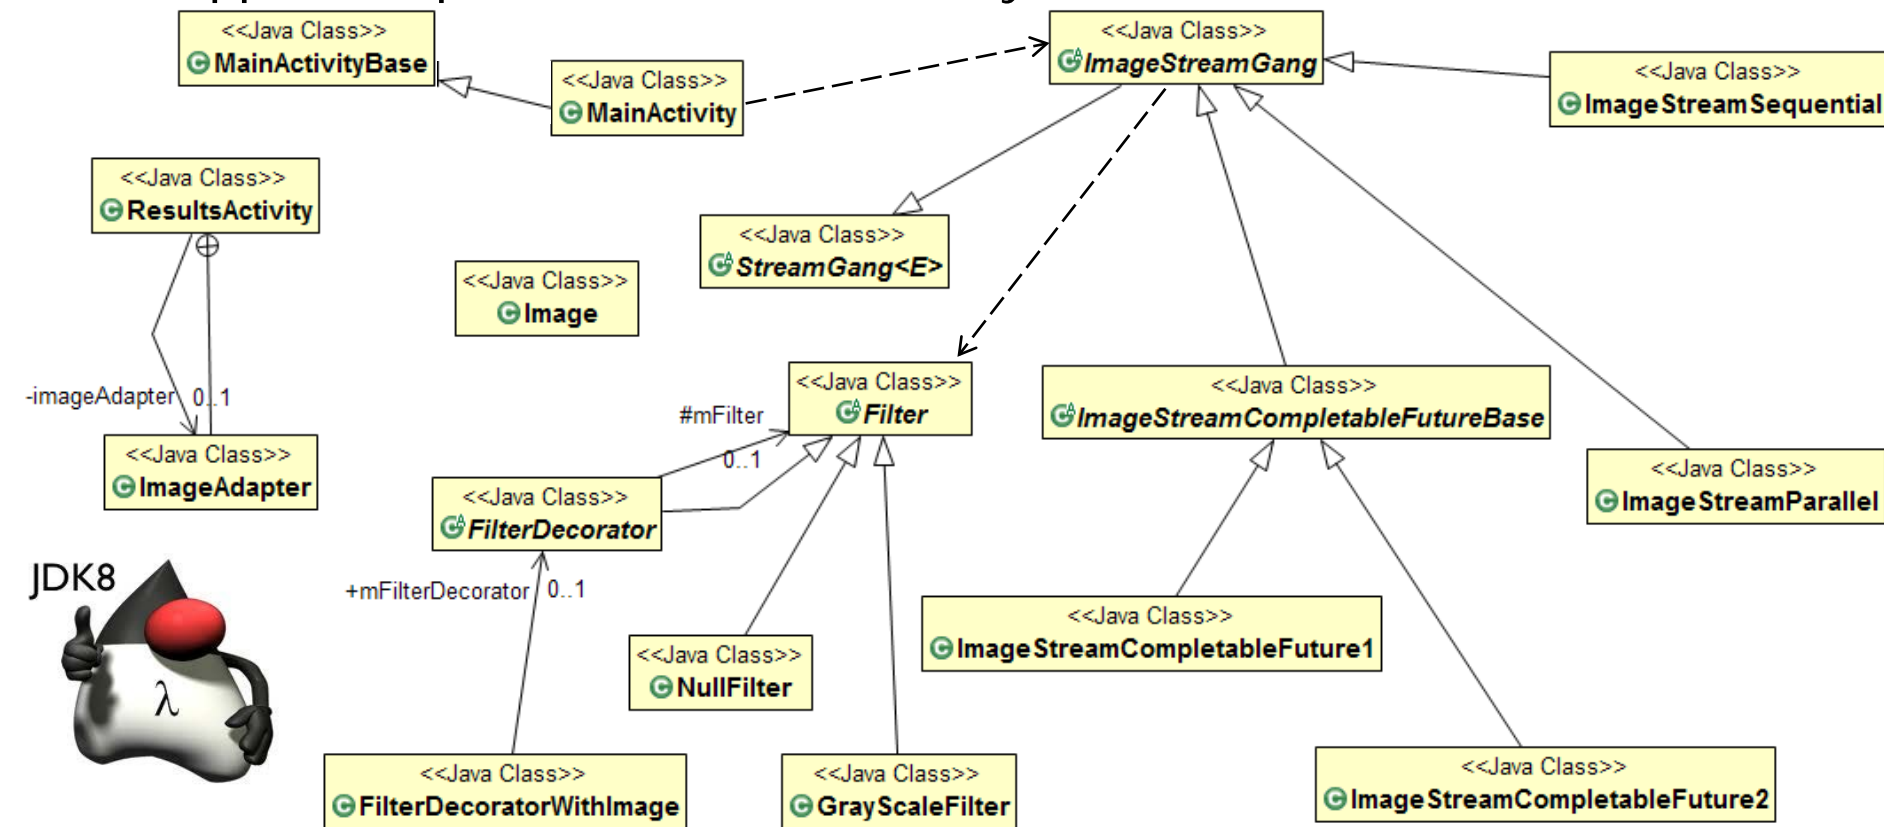 <<Java Class>>
MainActivityBase
<<Java Class>>
MainActivity
<<Java Class>>
ImageStreamGang
<<Java Class>>
ImageStreamSequential
<<Java Class>>
ResultsActivity
<<Java Class>>
StreamGang<E>
<<Java Class>>
Image
-imageAdapter 0..1
<<Java Class>>
ImageAdapter
<<Java Class>>
Filter
#mFilter
0..1
<<Java Class>>
ImageStreamCompletableFutureBase
<<Java Class>>
ImageStreamParallel
<<Java Class>>
FilterDecorator
+mFilterDecorator 0..1
JDK8
λ
<<Java Class>>
ImageStreamCompletableFuture1
<<Java Class>>
NullFilter
<<Java Class>>
FilterDecoratorWithImage
<<Java Class>>
GrayScaleFilter
<<Java Class>>
ImageStreamCompletableFuture2